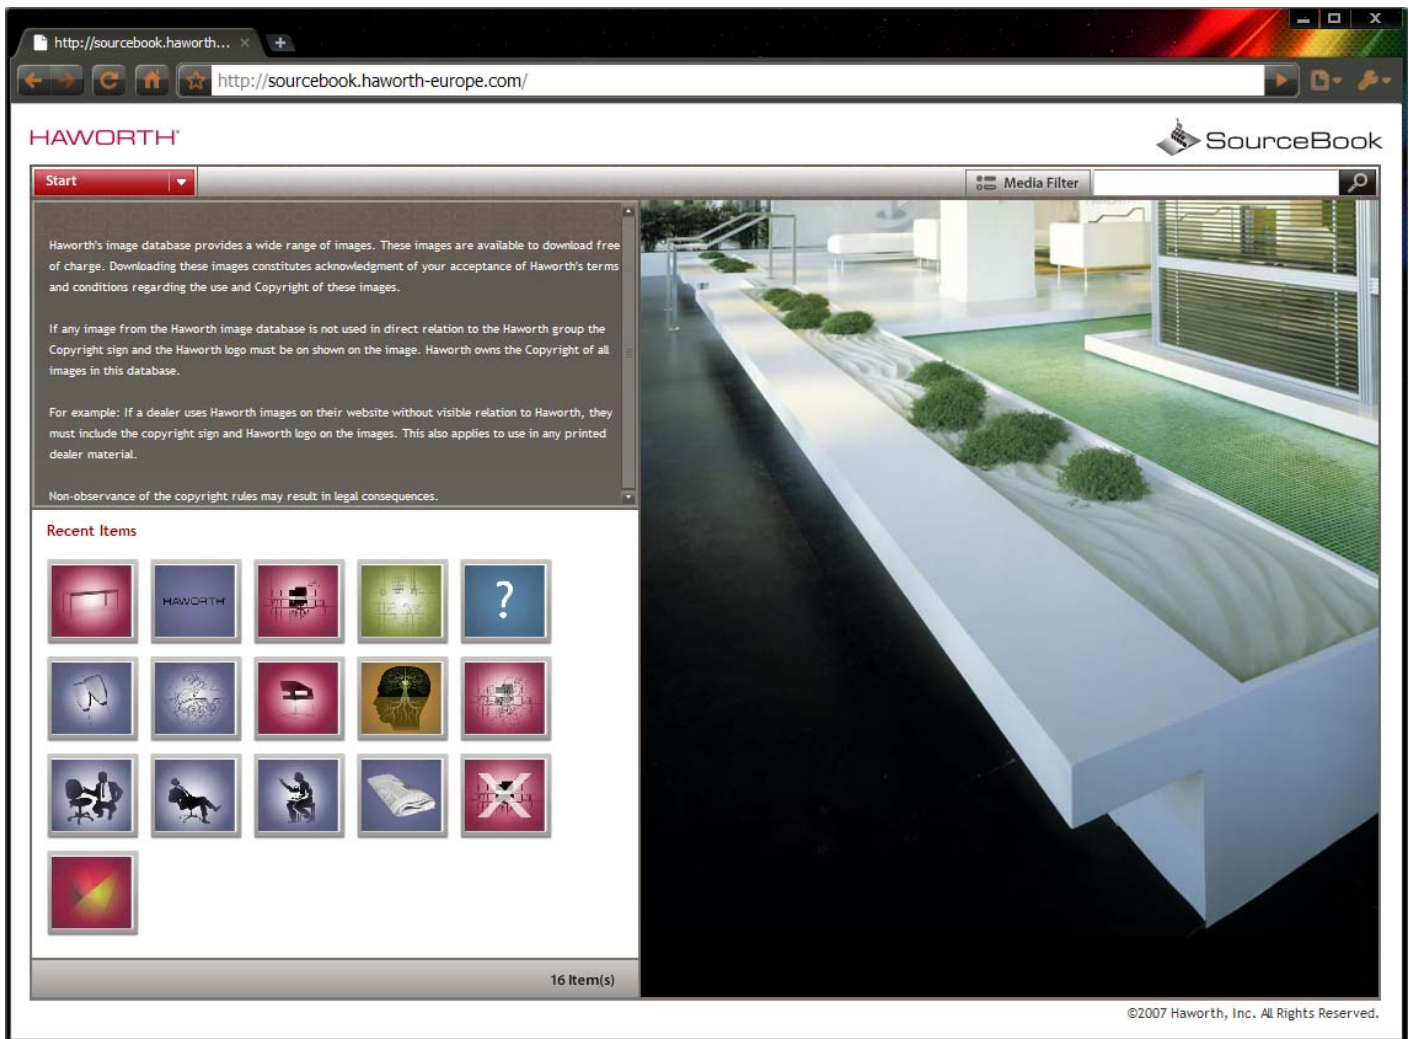 http://sourcebook.haworth...
http://sourcebook.haworth-europe.com/
HAWORTH®
SourceBook
Start
Media Filter
Haworth's image database provides a wide range of images. These images are available to download free
of charge. Downloading these images constitutes acknowledgment of your acceptance of Haworth's terms
and conditions regarding the use and Copyright of these images.
If any image from the Haworth image database is not used in direct relation to the Haworth group the
Copyright sign and the Haworth logo must be on shown on the image. Haworth owns the Copyright of all
images in this database.
For example: If a dealer uses Haworth images on their website without visible relation to Haworth, they
must include the copyright sign and Haworth logo on the images. This also applies to use in any printed
dealer material.
Non-observance of the copyright rules may result in legal consequences.
Recent Items
HAWORTH
?
16 Item(s)
©2007 Haworth, Inc. All Rights Reserved.